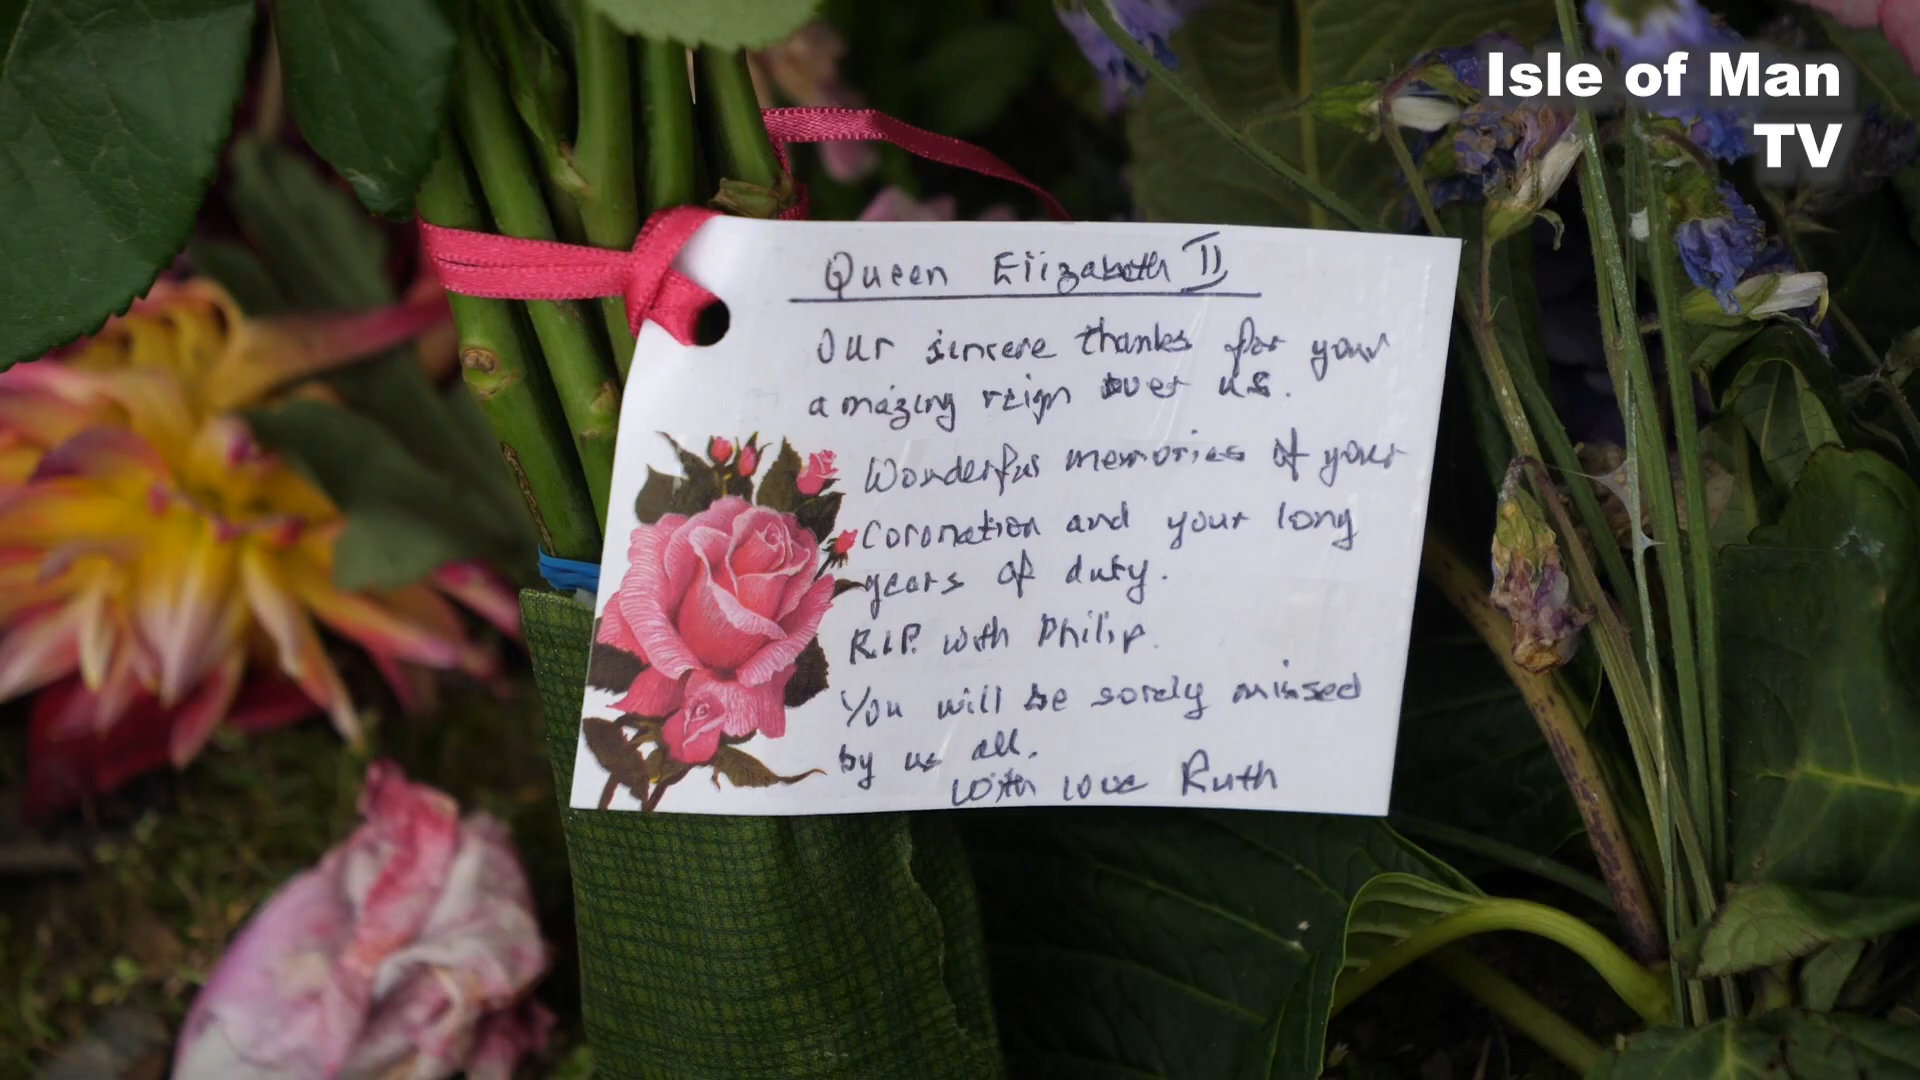 Isle of Man
TV
Queen Elizabeth II
Our sincere thanks for your
amazing reign over us.
Wonderful memories of your
coronation and your long
years of duty.
R.I.P. with Philip.
You will be sorely missed
by us all.
With love Ruth